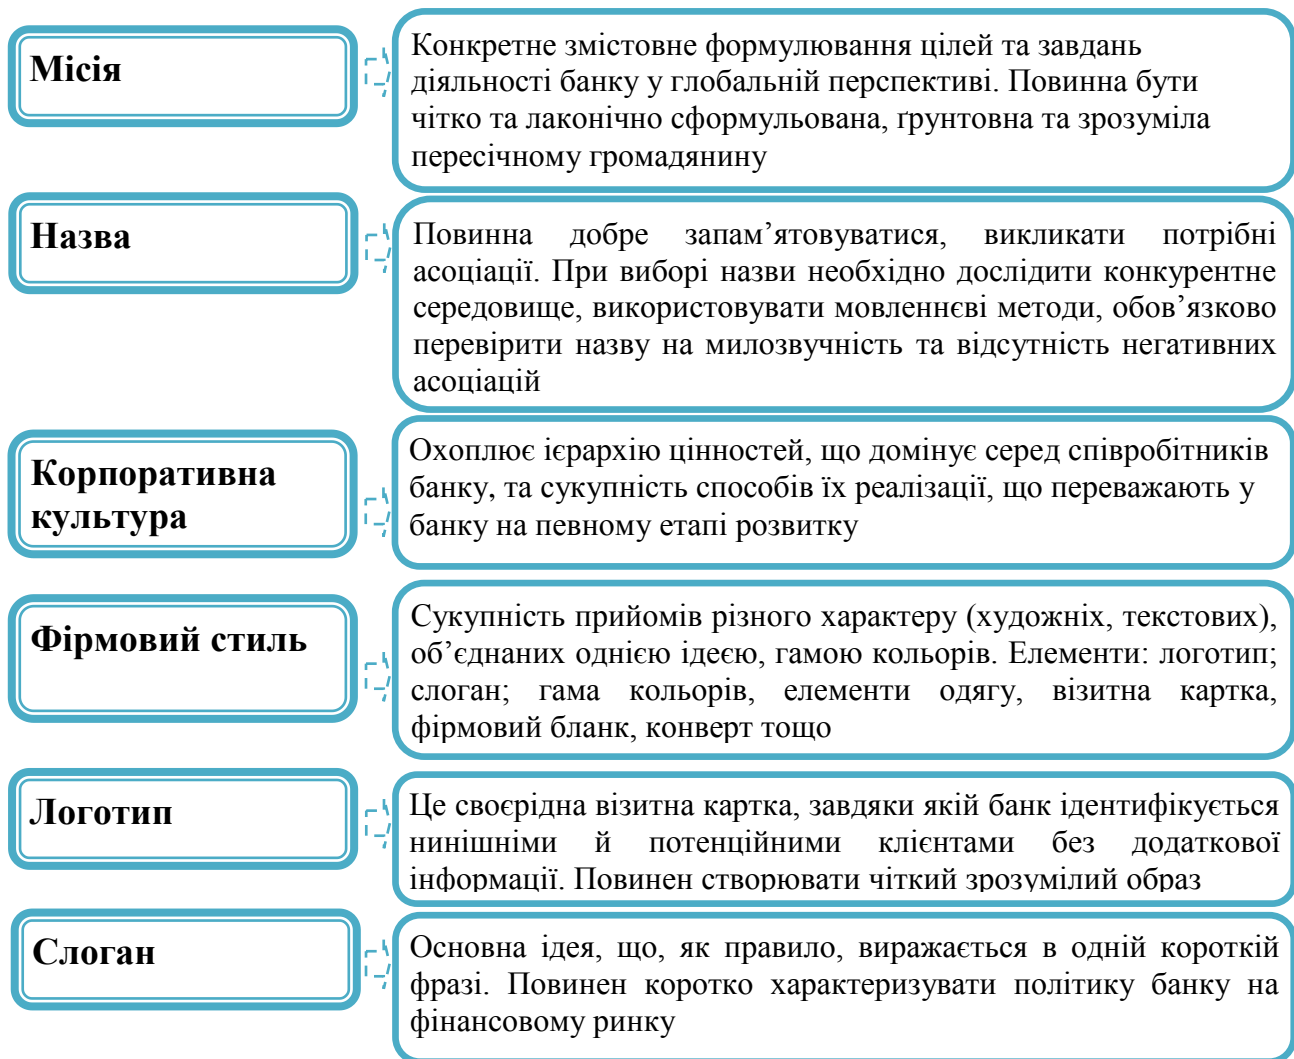 Місія
Конкретне змістовне формулювання цілей та завдань
діяльності банку у глобальній перспективі. Повинна бути
чітко та лаконічно сформульована, ґрунтовна та зрозуміла
пересічному громадянину
Назва
Повинна добре запам’ятовуватися, викликати потрібні
асоціації. При виборі назви необхідно дослідити конкурентне
середовище, використовувати мовленнєві методи, обов’язково
перевірити назву на милозвучність та відсутність негативних
асоціацій
Корпоративна
культура
Охоплює ієрархію цінностей, що домінує серед співробітників
банку, та сукупність способів їх реалізації, що переважають у
банку на певному етапі розвитку
Фірмовий стиль
Сукупність прийомів різного характеру (художніх, текстових),
об’єднаних однією ідеєю, гамою кольорів. Елементи: логотип;
слоган; гама кольорів, елементи одягу, візитна картка,
фірмовий бланк, конверт тощо
Логотип
Це своєрідна візитна картка, завдяки якій банк ідентифікується
нинішніми й потенційними клієнтами без додаткової
інформації. Повинен створювати чіткий зрозумілий образ
Слоган
Основна ідея, що, як правило, виражається в одній короткій
фразі. Повинен коротко характеризувати політику банку на
фінансовому ринку